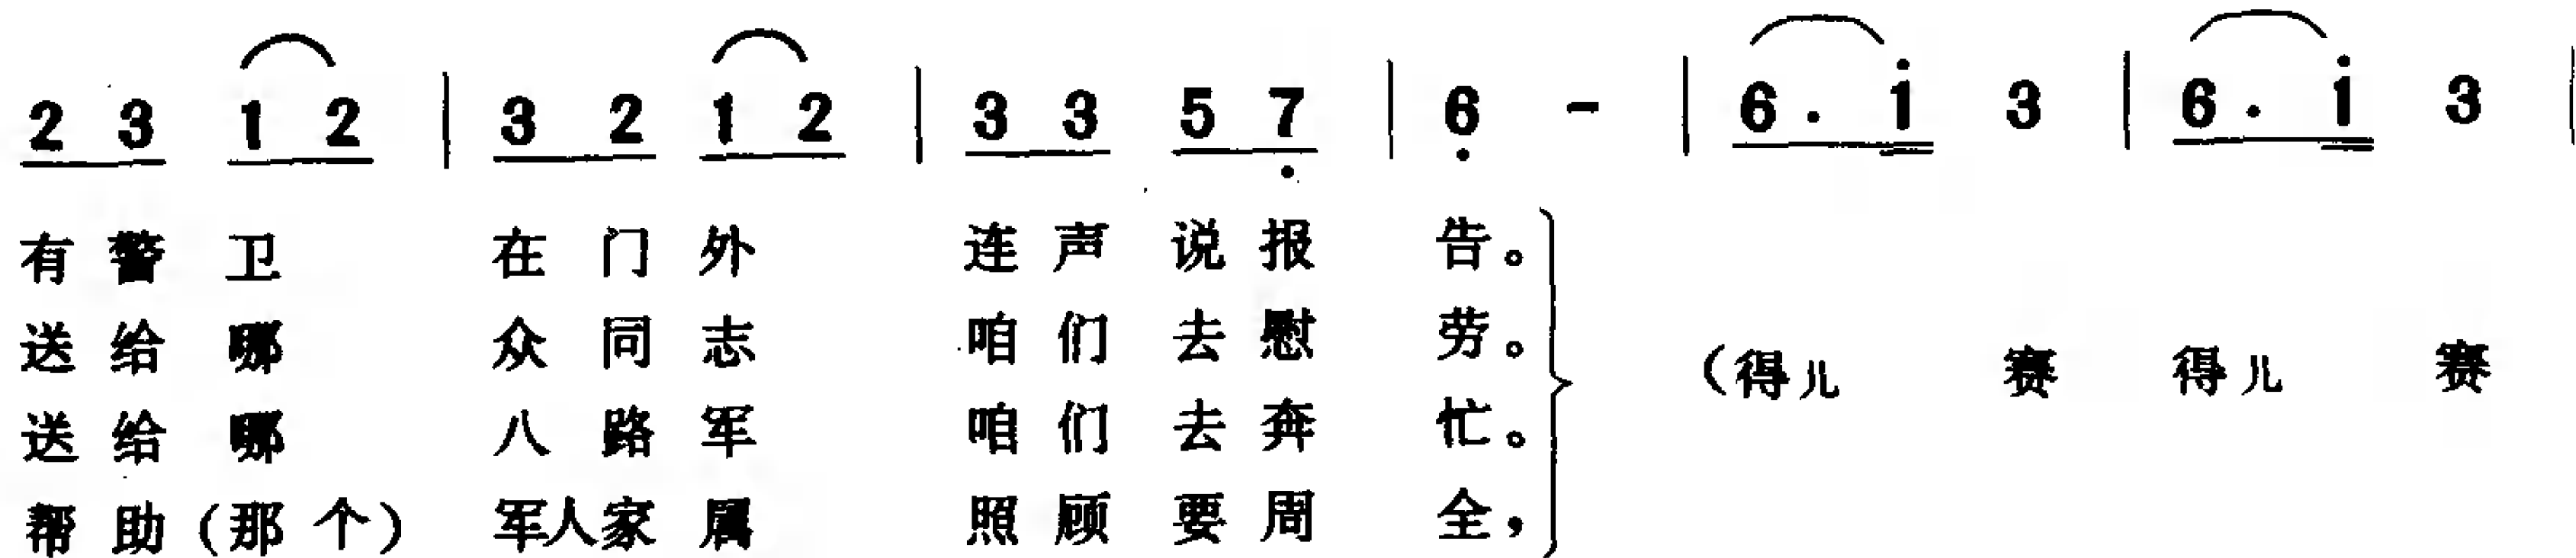 2 3 1 2 | 3 2 1 2 | 3 3 5 7 | 6 - | 6. i 3 | 6. i 3 |
有警卫 在门外 连声说报告。
送给哪 众同志 咱们去慰劳。 (得儿 赛 得儿 赛
送给哪 八路军 咱们去奔忙。
帮助(那个) 军人家属 照顾要周全,